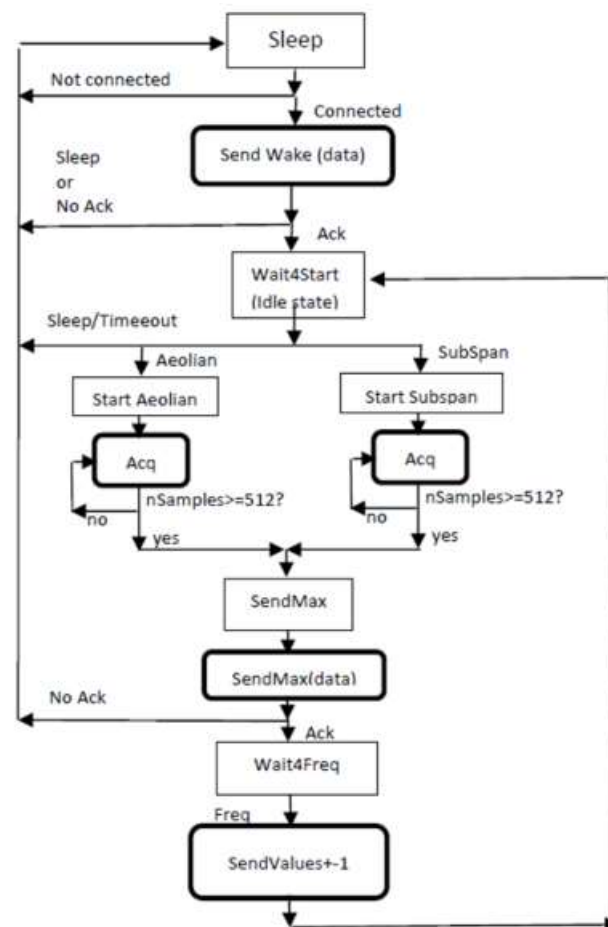 Sleep
Not connected
Connected
Send Wake (data)
Sleep
or
No Ack
Ack
Wait4Start
(Idle state)
Sleep/Timeeout
Aeolian
SubSpan
Start Aeolian
Start Subspan
Acq
Acq
nSamples>=512?
nSamples>=512?
no
no
yes
yes
SendMax
SendMax(data)
No Ack
Ack
Wait4Freq
Freq
SendValues+-1